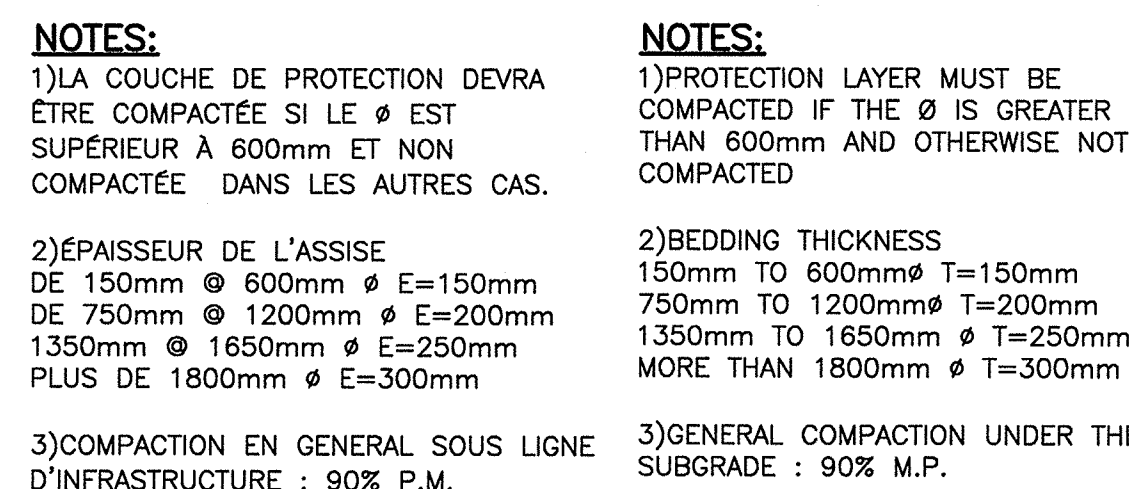 NOTES:
1)LA COUCHE DE PROTECTION DEVRA
ÊTRE COMPACTÉE SI LE ø EST
SUPÉRIEUR À 600mm ET NON
COMPACTÉE DANS LES AUTRES CAS.
2)ÉPAISSEUR DE L'ASSISE
DE 150mm @ 600mm ø E=150mm
DE 750mm @ 1200mm ø E=200mm
1350mm @ 1650mm ø E=250mm
PLUS DE 1800mm ø E=300mm
3)COMPACTION EN GENERAL SOUS LIGNE
D'INFRASTRUCTURE : 90% P.M.
NOTES:
1)PROTECTION LAYER MUST BE
COMPACTED IF THE Ø IS GREATER
THAN 600mm AND OTHERWISE NOT
COMPACTED
2)BEDDING THICKNESS
150mm TO 600mmø T=150mm
750mm TO 1200mmø T=200mm
1350mm TO 1650mm ø T=250mm
MORE THAN 1800mm ø T=300mm
3)GENERAL COMPACTION UNDER
SUBGRADE : 90% M.P.